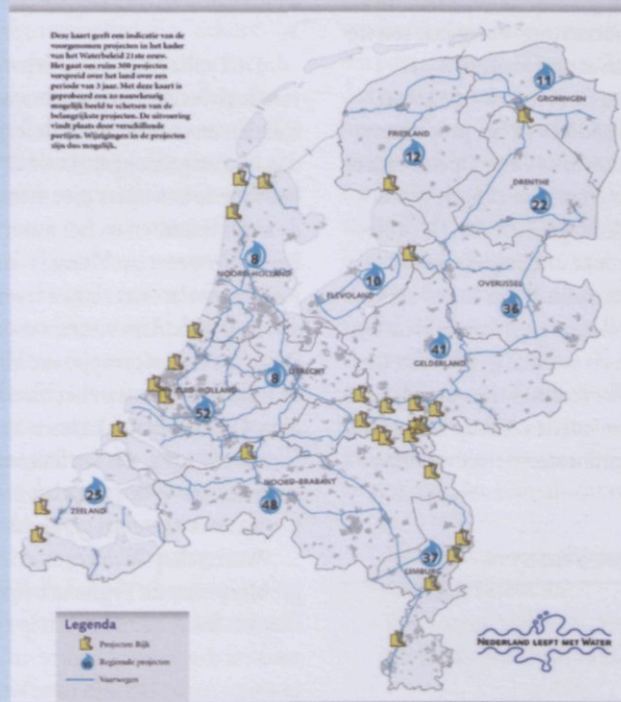 Deze kaart geeft een indicatie van de
voorgenomen projecten in het kader
van het Waterbeleid 21ste eeuw.
Het gaat om ruim 300 projecten
verspreid over het land over een
periode van 3 jaar. Met deze kaart is
geprobeerd een zo nauwkeurig
mogelijk beeld te schetsen van de
belangrijkste projecten. De uitvoering
vindt plaats door verschillende
partijen. Wijzigingen in de projecten
zijn dus mogelijk.
11
GRONINGEN
FRIESLAND
12
DRENTHE
22
8
NOORD-HOLLAND
10
FLEVOLAND
OVERIJSSEL
36
41
GELDERLAND
UTRECHT
8
ZUID-HOLLAND
52
25
ZEELAND
NOORD-BRABANT
48
37
LIMBURG
Legenda
Projecten Rijk
Regionale projecten
Vaarwegen
NEDERLAND LEEFT MET WATER